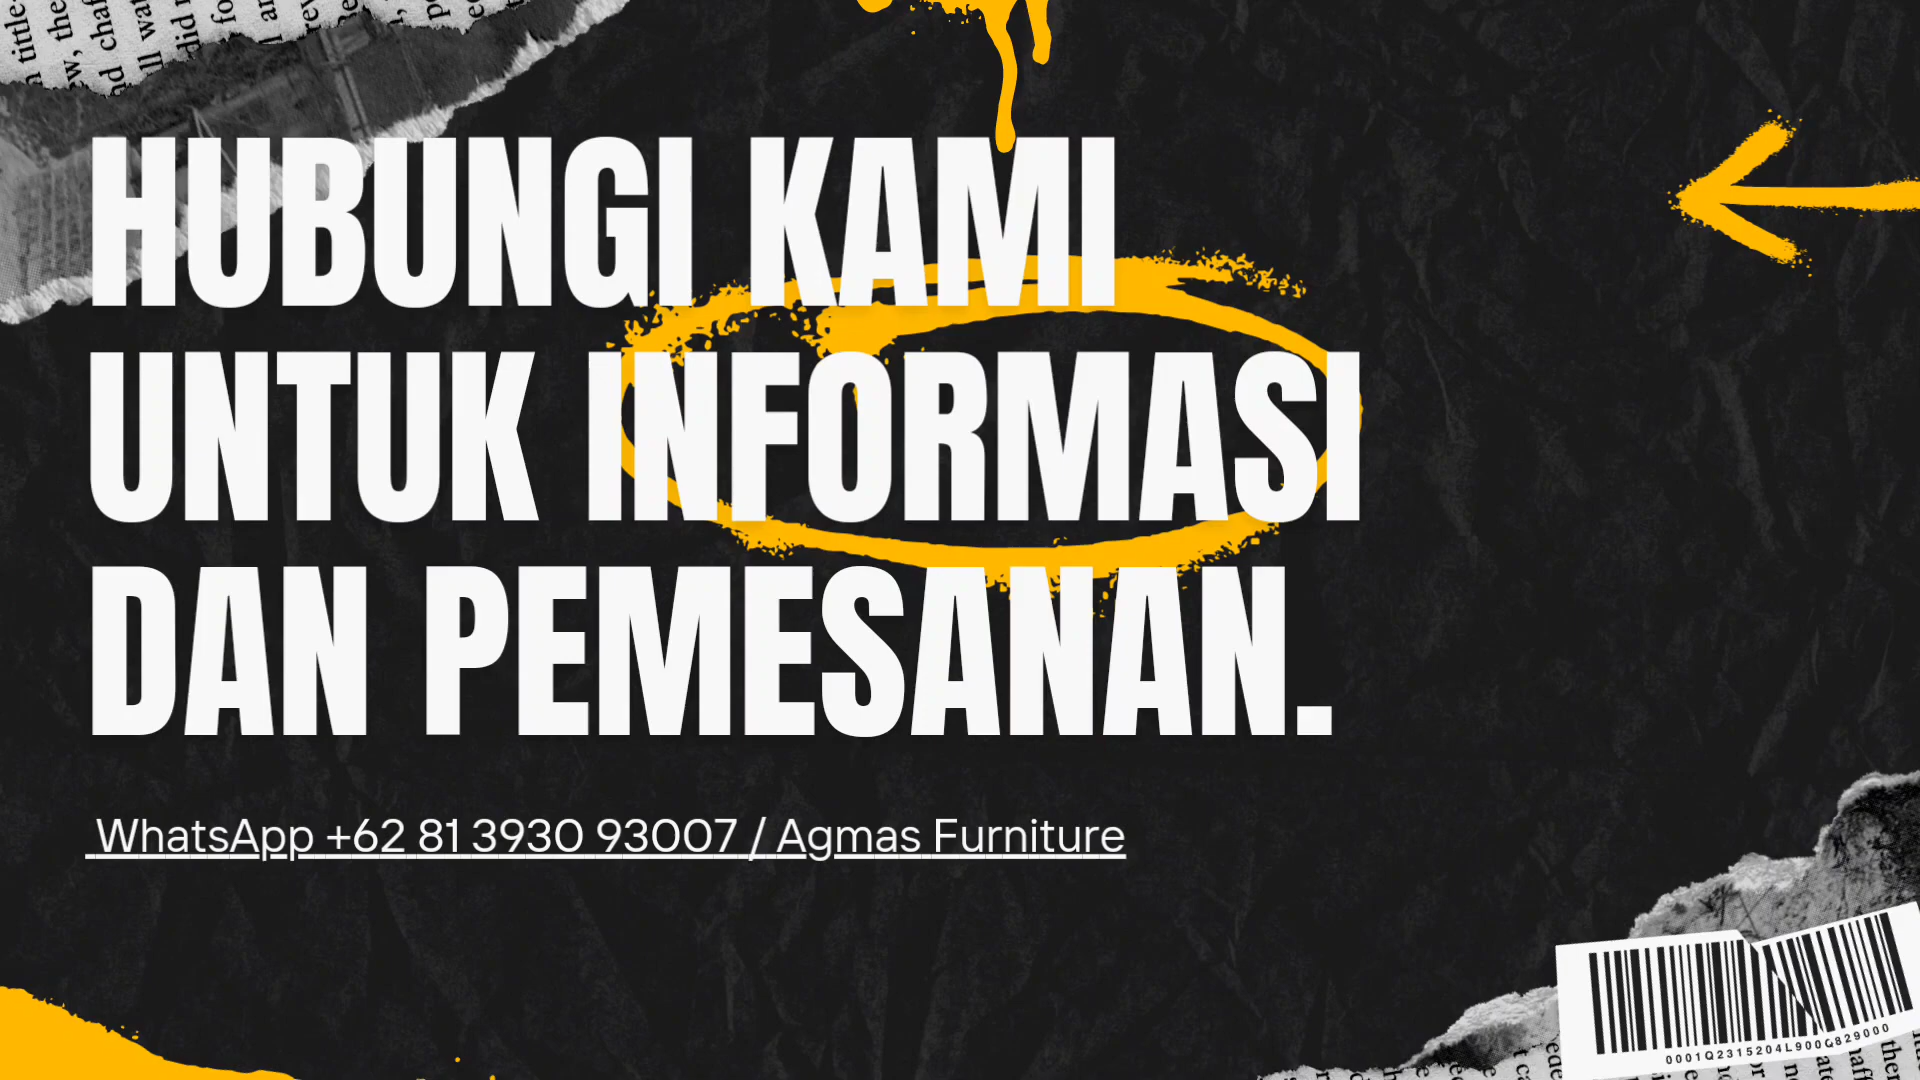 HUBUNGI KAMI
UNTUK INFORMASI
DAN PEMESANAN.
WhatsApp +62 81 3930 93007 / Agmas Furniture